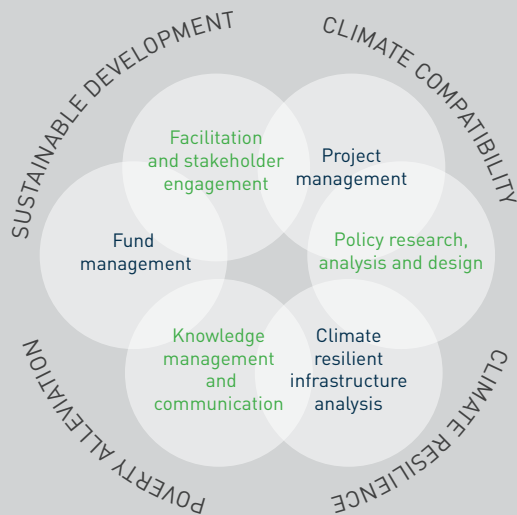 SUSTAINABLE DEVELOPMENT
CLIMATE COMPATIBILITY
Facilitation
and stakeholder
engagement
Project
management
Fund
management
Policy research,
analysis and design
Knowledge
management
and
communication
Climate
resilient
infrastructure
analysis
POVERTY ALLEVIATION
CLIMATE RESILIENCE